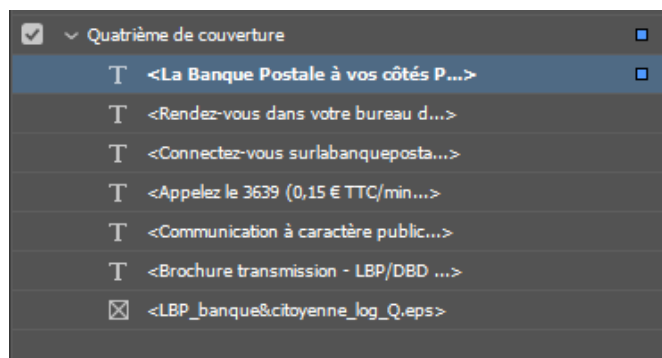 Quatrième de couverture
T <La Banque Postale à vos côtés P...>
T <Rendez-vous dans votre bureau d...>
T <Connectez-vous surlabanqueposta...>
T <Appelez le 3639 (0,15 € TTC/min...>
T <Communication à caractère public...>
T <Brochure transmission - LBP/DBD ...>
<LBP_banque&citoyenne_log_Q.eps>